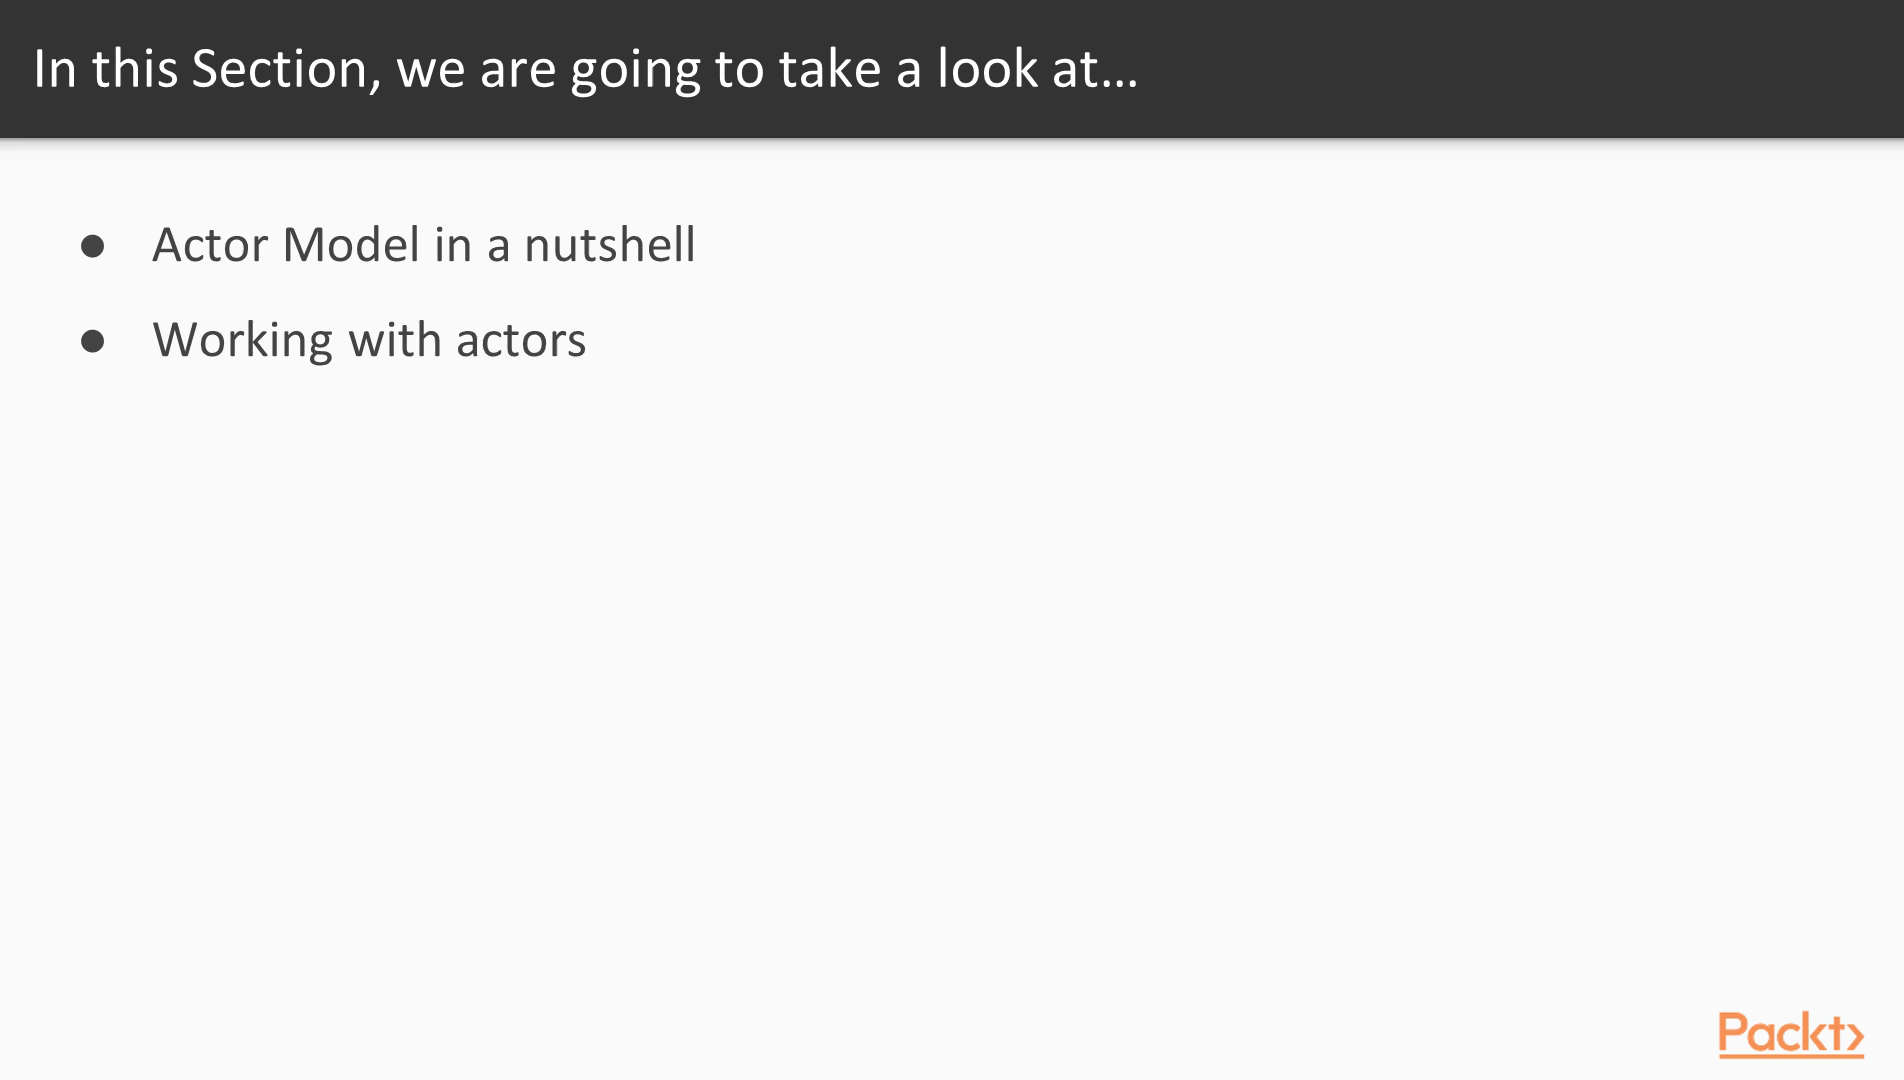 In this Section, we are going to take a look at...
● Actor Model in a nutshell
● Working with actors
Packt>